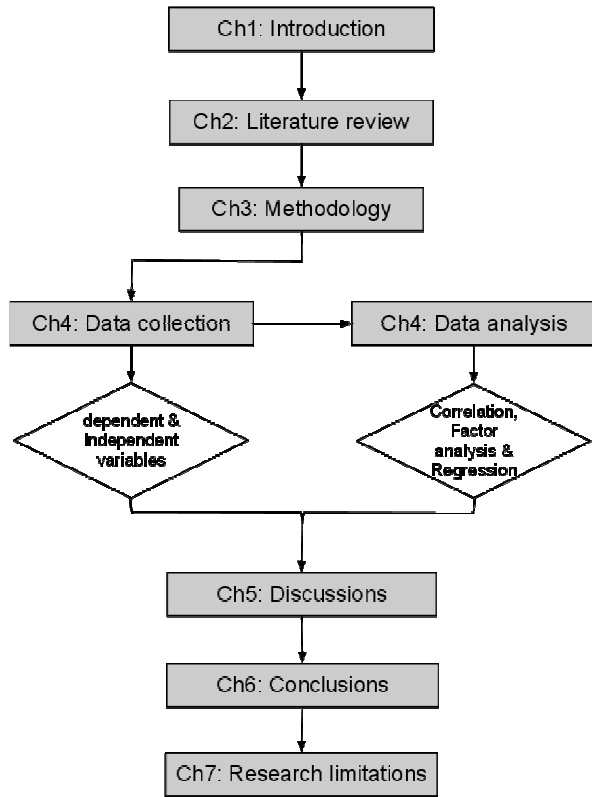 Ch1: Introduction
Ch2: Literature review
Ch3: Methodology
Ch4: Data collection
Ch4: Data analysis
dependent &
Independent
variables
Correlation,
Factor
analysis &
Regression
Ch5: Discussions
Ch6: Conclusions
Ch7: Research limitations